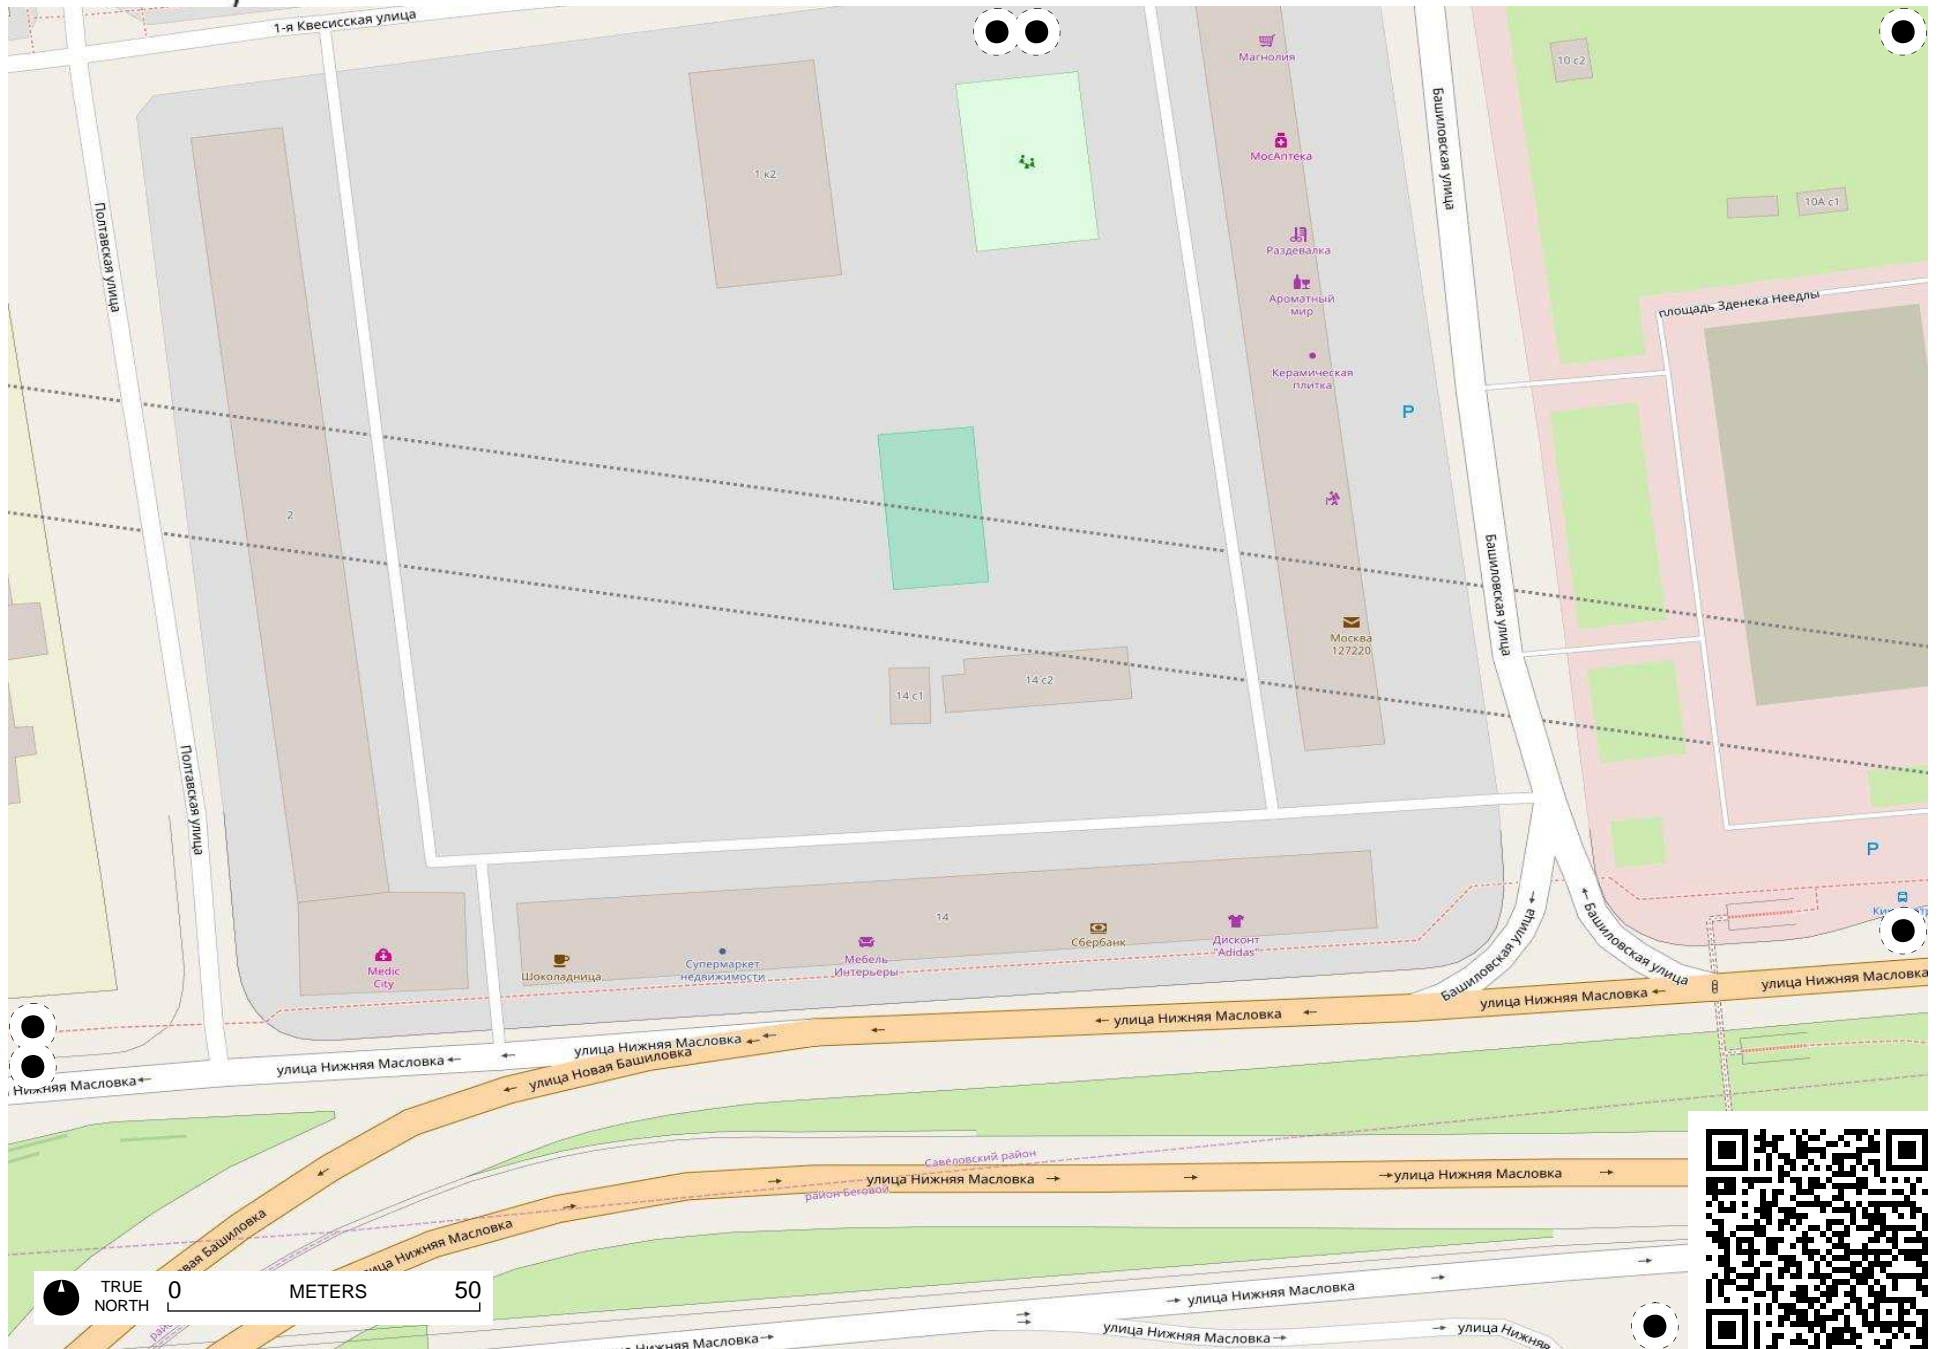 1-я Квесисская улица
Магнолия
10 с2
Башиловская улица
МосАптека
1 к2
10А с1
Полтавская улица
Раздевалка
Ароматный
мир
площадь Зденека Неедлы
Керамическая
плитка
P
2
Башиловская улица
Москва
127220
14 с1
14 с2
Полтавская улица
P
14
Сбербанк
Дисконт
"Adidas"
Шоколадница
Супермаркет
недвижимости
Мебель
Интерьеры
Medic
City
Башиловская улица
Башиловская улица
улица Нижняя Масловка
улица Нижняя Масловка
улица Нижняя Масловка
улица Нижняя Масловка
улица Нижняя Масловка
Нижняя Масловка
улица Новая Башиловка
Савёловский район
район Беговой
улица Нижняя Масловка
улица Нижняя Масловка
Башиловка
Нижняя Масловка
TRUE
NORTH
0 METERS 50
улица Нижняя Масловка
улица Нижняя Масловка
улица Нижняя
Нижняя Масловка